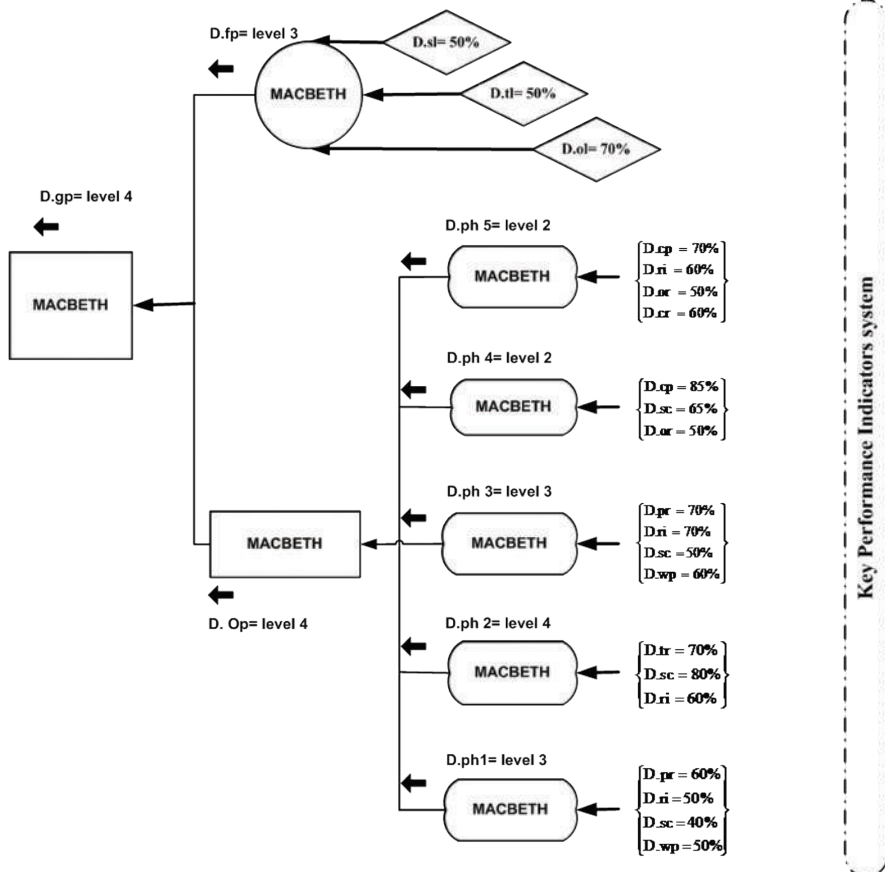 D.fp= level 3
D.sl= 50%
MACBETH
D.tl= 50%
D.ol= 70%
D.gp= level 4
MACBETH
D.ph 5= level 2
MACBETH
D.cp = 70%
D.ri = 60%
D.or = 50%
D.cr = 60%
D.ph 4= level 2
MACBETH
D.cp = 85%
D.sc = 65%
D.or = 50%
D.ph 3= level 3
MACBETH
D.pr = 70%
D.ri = 70%
D.sc = 50%
D.wp = 60%
MACBETH
D. Op= level 4
D.ph 2= level 4
MACBETH
D.tr = 70%
D.sc = 80%
D.ri = 60%
D.ph1= level 3
MACBETH
D.pr = 60%
D.ri = 50%
D.sc = 40%
D.wp = 50%
Key Performance Indicators system